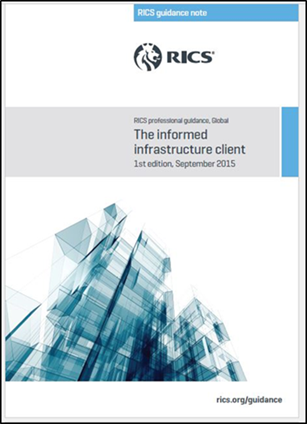 RICS guidance note
RICS®
RICS professional guidance, Global
The informed
infrastructure client
1st edition, September 2015
rics.org/guidance